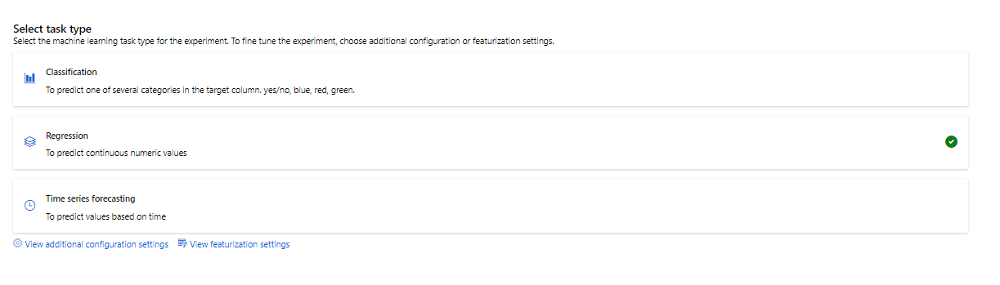 Select task type
Select the machine learning task type for the experiment. To fine tune the experiment, choose additional configuration or featurization settings.
Classification
To predict one of several categories in the target column. yes/no, blue, red, green.
Regression
To predict continuous numeric values
Time series forecasting
To predict values based on time
View additional configuration settings View featurization settings